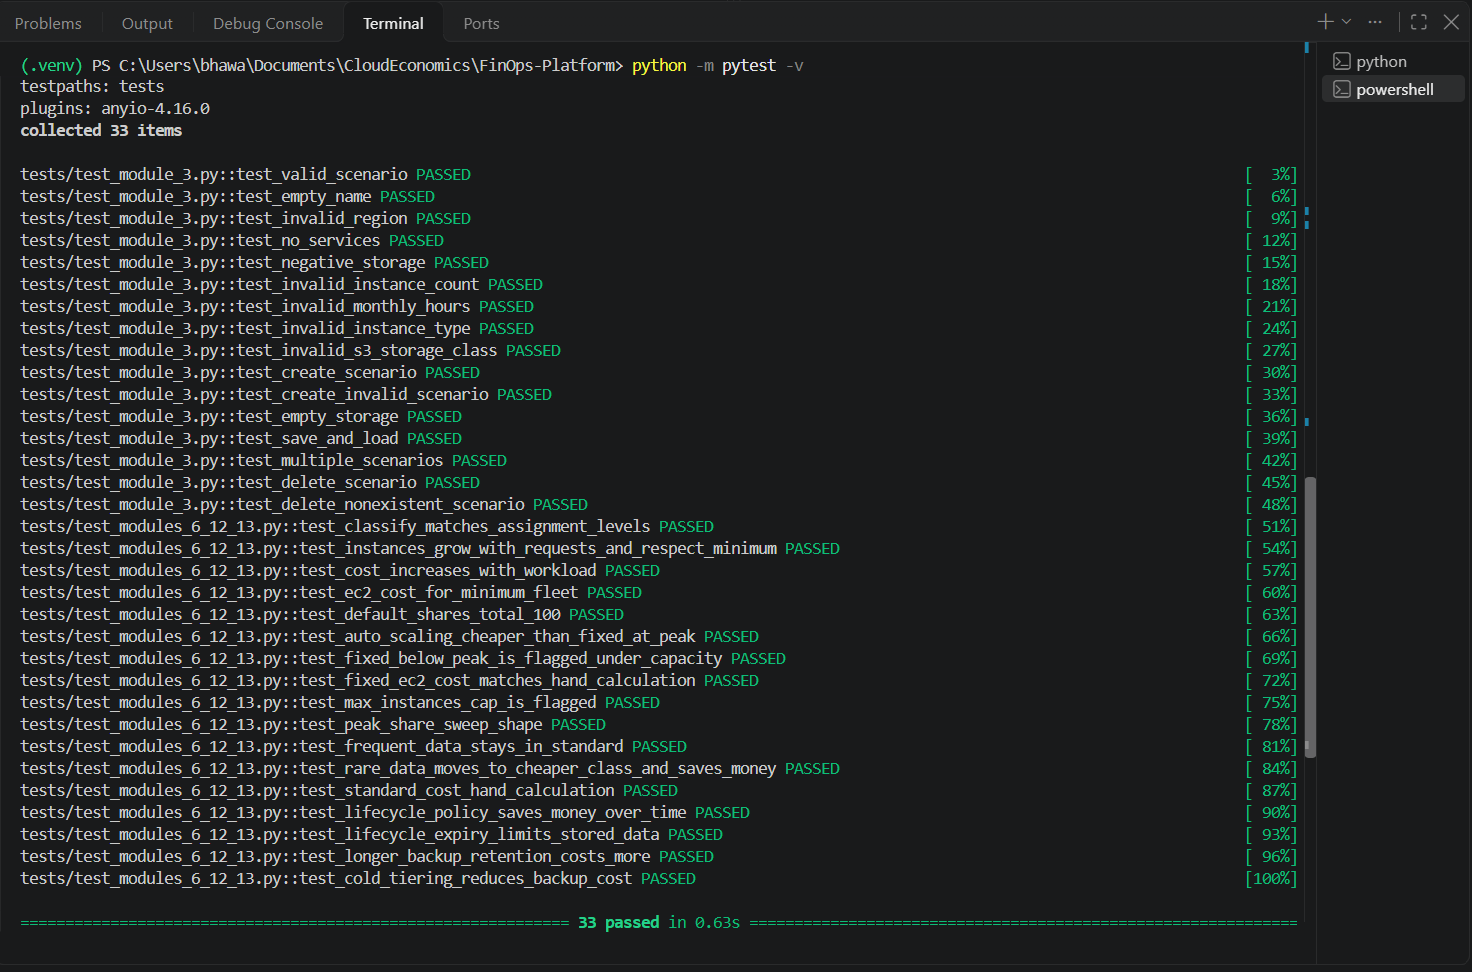 Problems Output Debug Console Terminal Ports
(.venv) PS C:\Users\bhawa\Documents\CloudEconomics\FinOps-Platform> python -m pytest -v
python
testpaths: tests
powershell
plugins: anyio-4.16.0
collected 33 items
tests/test_module_3.py::test_valid_scenario PASSED [ 3%]
tests/test_module_3.py::test_empty_name PASSED [ 6%]
tests/test_module_3.py::test_invalid_region PASSED [ 9%]
tests/test_module_3.py::test_no_services PASSED [ 12%]
tests/test_module_3.py::test_negative_storage PASSED [ 15%]
tests/test_module_3.py::test_invalid_instance_count PASSED [ 18%]
tests/test_module_3.py::test_invalid_monthly_hours PASSED [ 21%]
tests/test_module_3.py::test_invalid_instance_type PASSED [ 24%]
tests/test_module_3.py::test_invalid_s3_storage_class PASSED [ 27%]
tests/test_module_3.py::test_create_scenario PASSED [ 30%]
tests/test_module_3.py::test_create_invalid_scenario PASSED [ 33%]
tests/test_module_3.py::test_empty_storage PASSED [ 36%]
tests/test_module_3.py::test_save_and_load PASSED [ 39%]
tests/test_module_3.py::test_multiple_scenarios PASSED [ 42%]
tests/test_module_3.py::test_delete_scenario PASSED [ 45%]
tests/test_module_3.py::test_delete_nonexistent_scenario PASSED [ 48%]
tests/test_modules_6_12_13.py::test_classify_matches_assignment_levels PASSED [ 51%]
tests/test_modules_6_12_13.py::test_instances_grow_with_requests_and_respect_minimum PASSED [ 54%]
tests/test_modules_6_12_13.py::test_cost_increases_with_workload PASSED [ 57%]
tests/test_modules_6_12_13.py::test_ec2_cost_for_minimum_fleet PASSED [ 60%]
tests/test_modules_6_12_13.py::test_default_shares_total_100 PASSED [ 63%]
tests/test_modules_6_12_13.py::test_auto_scaling_cheaper_than_fixed_at_peak PASSED [ 66%]
tests/test_modules_6_12_13.py::test_fixed_below_peak_is_flagged_under_capacity PASSED [ 69%]
tests/test_modules_6_12_13.py::test_fixed_ec2_cost_matches_hand_calculation PASSED [ 72%]
tests/test_modules_6_12_13.py::test_max_instances_cap_is_flagged PASSED [ 75%]
tests/test_modules_6_12_13.py::test_peak_share_sweep_shape PASSED [ 78%]
tests/test_modules_6_12_13.py::test_frequent_data_stays_in_standard PASSED [ 81%]
tests/test_modules_6_12_13.py::test_rare_data_moves_to_cheaper_class_and_saves_money PASSED [ 84%]
tests/test_modules_6_12_13.py::test_standard_cost_hand_calculation PASSED [ 87%]
tests/test_modules_6_12_13.py::test_lifecycle_policy_saves_money_over_time PASSED [ 90%]
tests/test_modules_6_12_13.py::test_lifecycle_expiry_limits_stored_data PASSED [ 93%]
tests/test_modules_6_12_13.py::test_longer_backup_retention_costs_more PASSED [ 96%]
tests/test_modules_6_12_13.py::test_cold_tiering_reduces_backup_cost PASSED [100%]
============================================================= 33 passed in 0.63s =============================================================